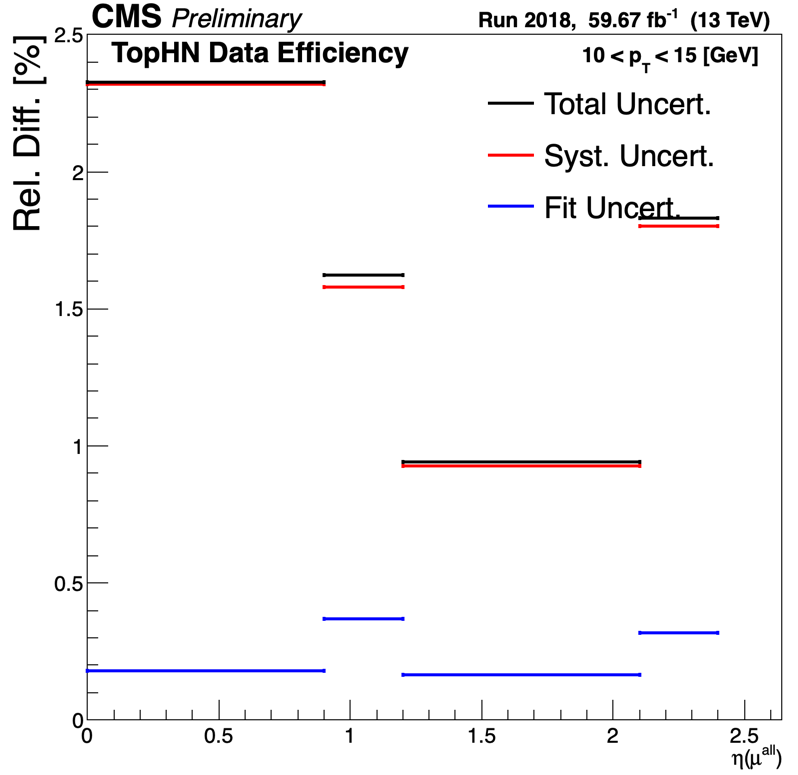 CMS Preliminary
Run 2018, 59.67 fb⁻¹ (13 TeV)
TopHN Data Efficiency
10 < p_T < 15 [GeV]
Total Uncert.
Syst. Uncert.
Fit Uncert.
Rel. Diff. [%]
2.5
2
1.5
1
0.5
0
0 0.5 1 1.5 2 2.5
η(μ^all)